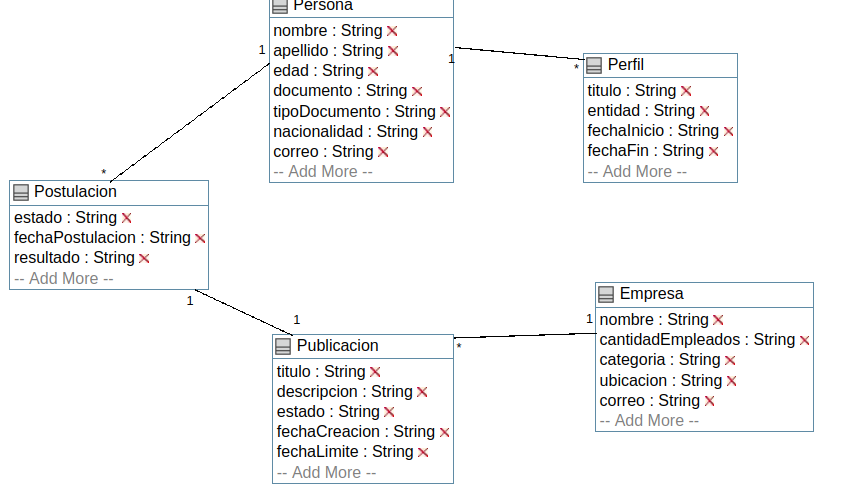 Persona
nombre : String
apellido : String
edad : String
documento : String
tipoDocumento : String
nacionalidad : String
correo : String
-- Add More --
1
*
1
*
Perfil
titulo : String
entidad : String
fechaInicio : String
fechaFin : String
-- Add More --
Postulacion
estado : String
fechaPostulacion : String
resultado : String
-- Add More --
1
1
Publicacion
titulo : String
descripcion : String
estado : String
fechaCreacion : String
fechaLimite : String
-- Add More --
*
1
Empresa
nombre : String
cantidadEmpleados : String
categoria : String
ubicacion : String
correo : String
-- Add More --